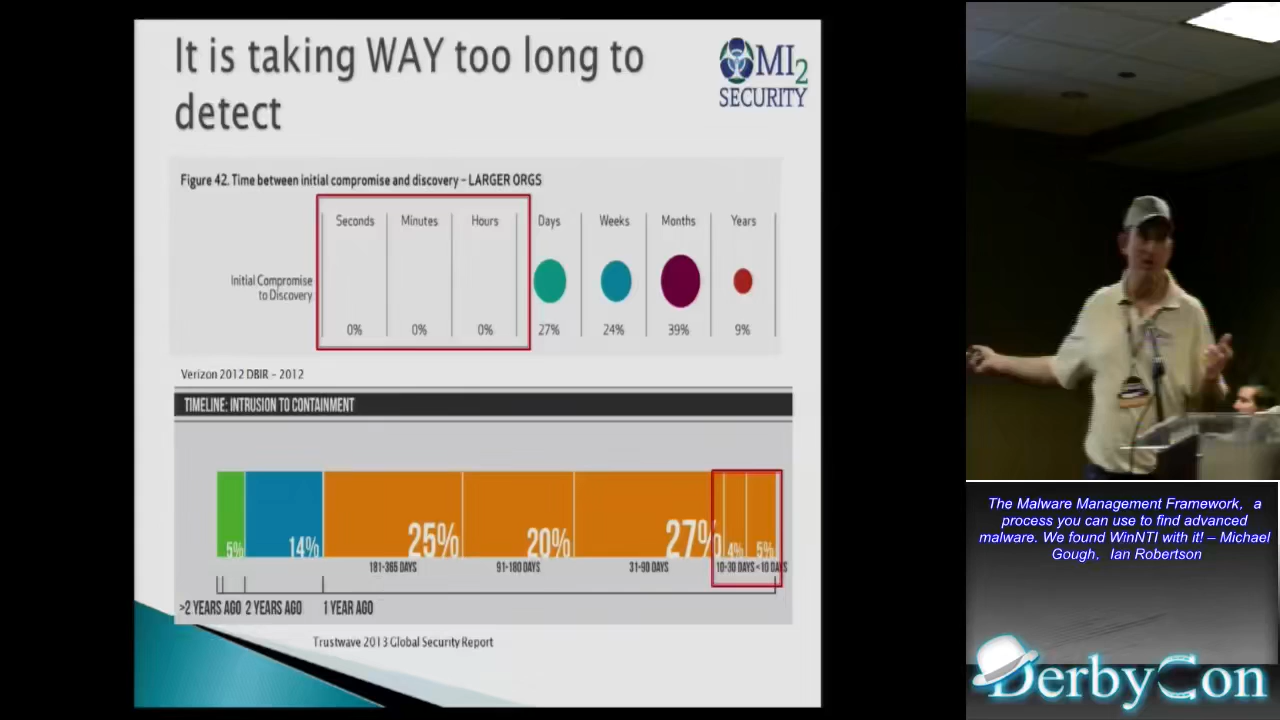 It is taking WAY too long to
detect
MI2
SECURITY
Figure 42. Time between initial compromise and discovery – LARGER ORGS
Seconds Minutes Hours Days Weeks Months Years
Initial Compromise
to Discovery
0% 0% 0% 27% 24% 39% 9%
Verizon 2012 DBIR – 2012
TIMELINE: INTRUSION TO CONTAINMENT
5% 14% 25% 20% 27% 4% 5%
181-365 DAYS 91-180 DAYS 31-90 DAYS 10-30 DAYS <10 DAYS
>2 YEARS AGO 2 YEARS AGO 1 YEAR AGO
Trustwave 2013 Global Security Report
The Malware Management Framework, a
process you can use to find advanced
malware. We found WinNTI with it! – Michael
Gough, Ian Robertson
DerbyCon